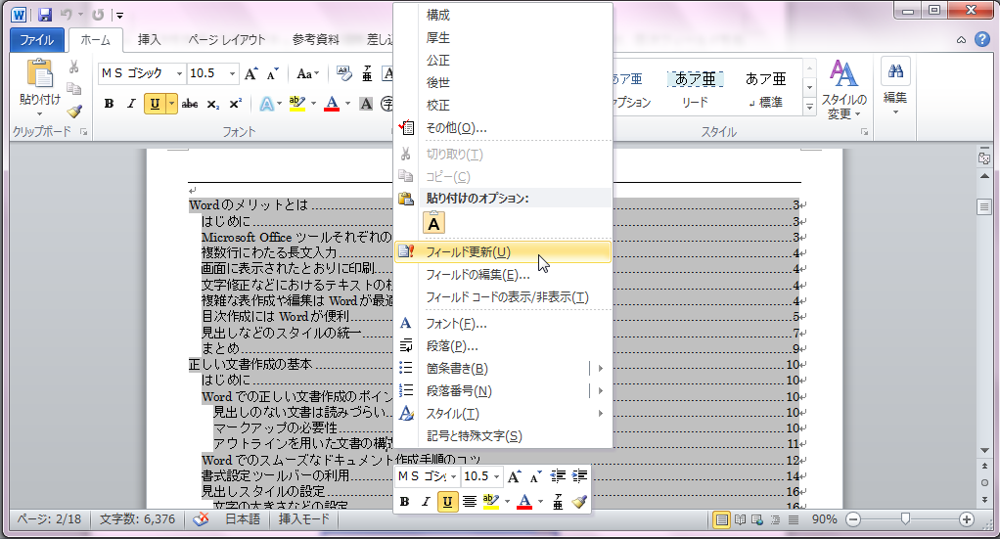 W
ファイル ホーム 挿入 ページ レイアウト 参考資料 差し込
貼り付け
ＭＳ ゴシック 10.5 A A Aa ア亜 A
B I U abc x₂ x² A ab A A 字
あア亜 あア亜 あア亜
プション リード ↲ 標準
スタイルの
変更
編集
クリップボード フォント スタイル
構成
厚生
公正
後世
校正
その他(O)...
切り取り(T)
コピー(C)
貼り付けのオプション:
A
フィールド更新(U)
フィールドの編集(E)...
フィールド コードの表示/非表示(T)
フォント(F)...
段落(P)...
箇条書き(B)
段落番号(N)
スタイル(T)
記号と特殊文字(S)
Wordのメリットとは 3
はじめに 3
Microsoft Office ツールそれぞれの 3
複数行にわたる長文入力 4
画面に表示されたとおりに印刷 4
文字修正などにおけるテキストの 4
複雑な表作成や編集は Wordが最適 4
目次作成には Wordが便利 5
見出しなどのスタイルの統一 7
まとめ 9
正しい文書作成の基本 10
はじめに 10
Wordでの正しい文書作成のポイン 10
見出しのない文書は読みづらい 10
マークアップの必要性 10
アウトラインを用いた文書の構造 11
Wordでのスムーズなドキュメント作成手順のコツ 12
書式設定ツールバーの利用 14
見出しスタイルの設定 16
文字の大きさなどの設定 16
ＭＳ ゴシ 10.5 A A
B I U ab A ア亜
ページ: 2/18 文字数: 6,376 日本語 挿入モード 90%